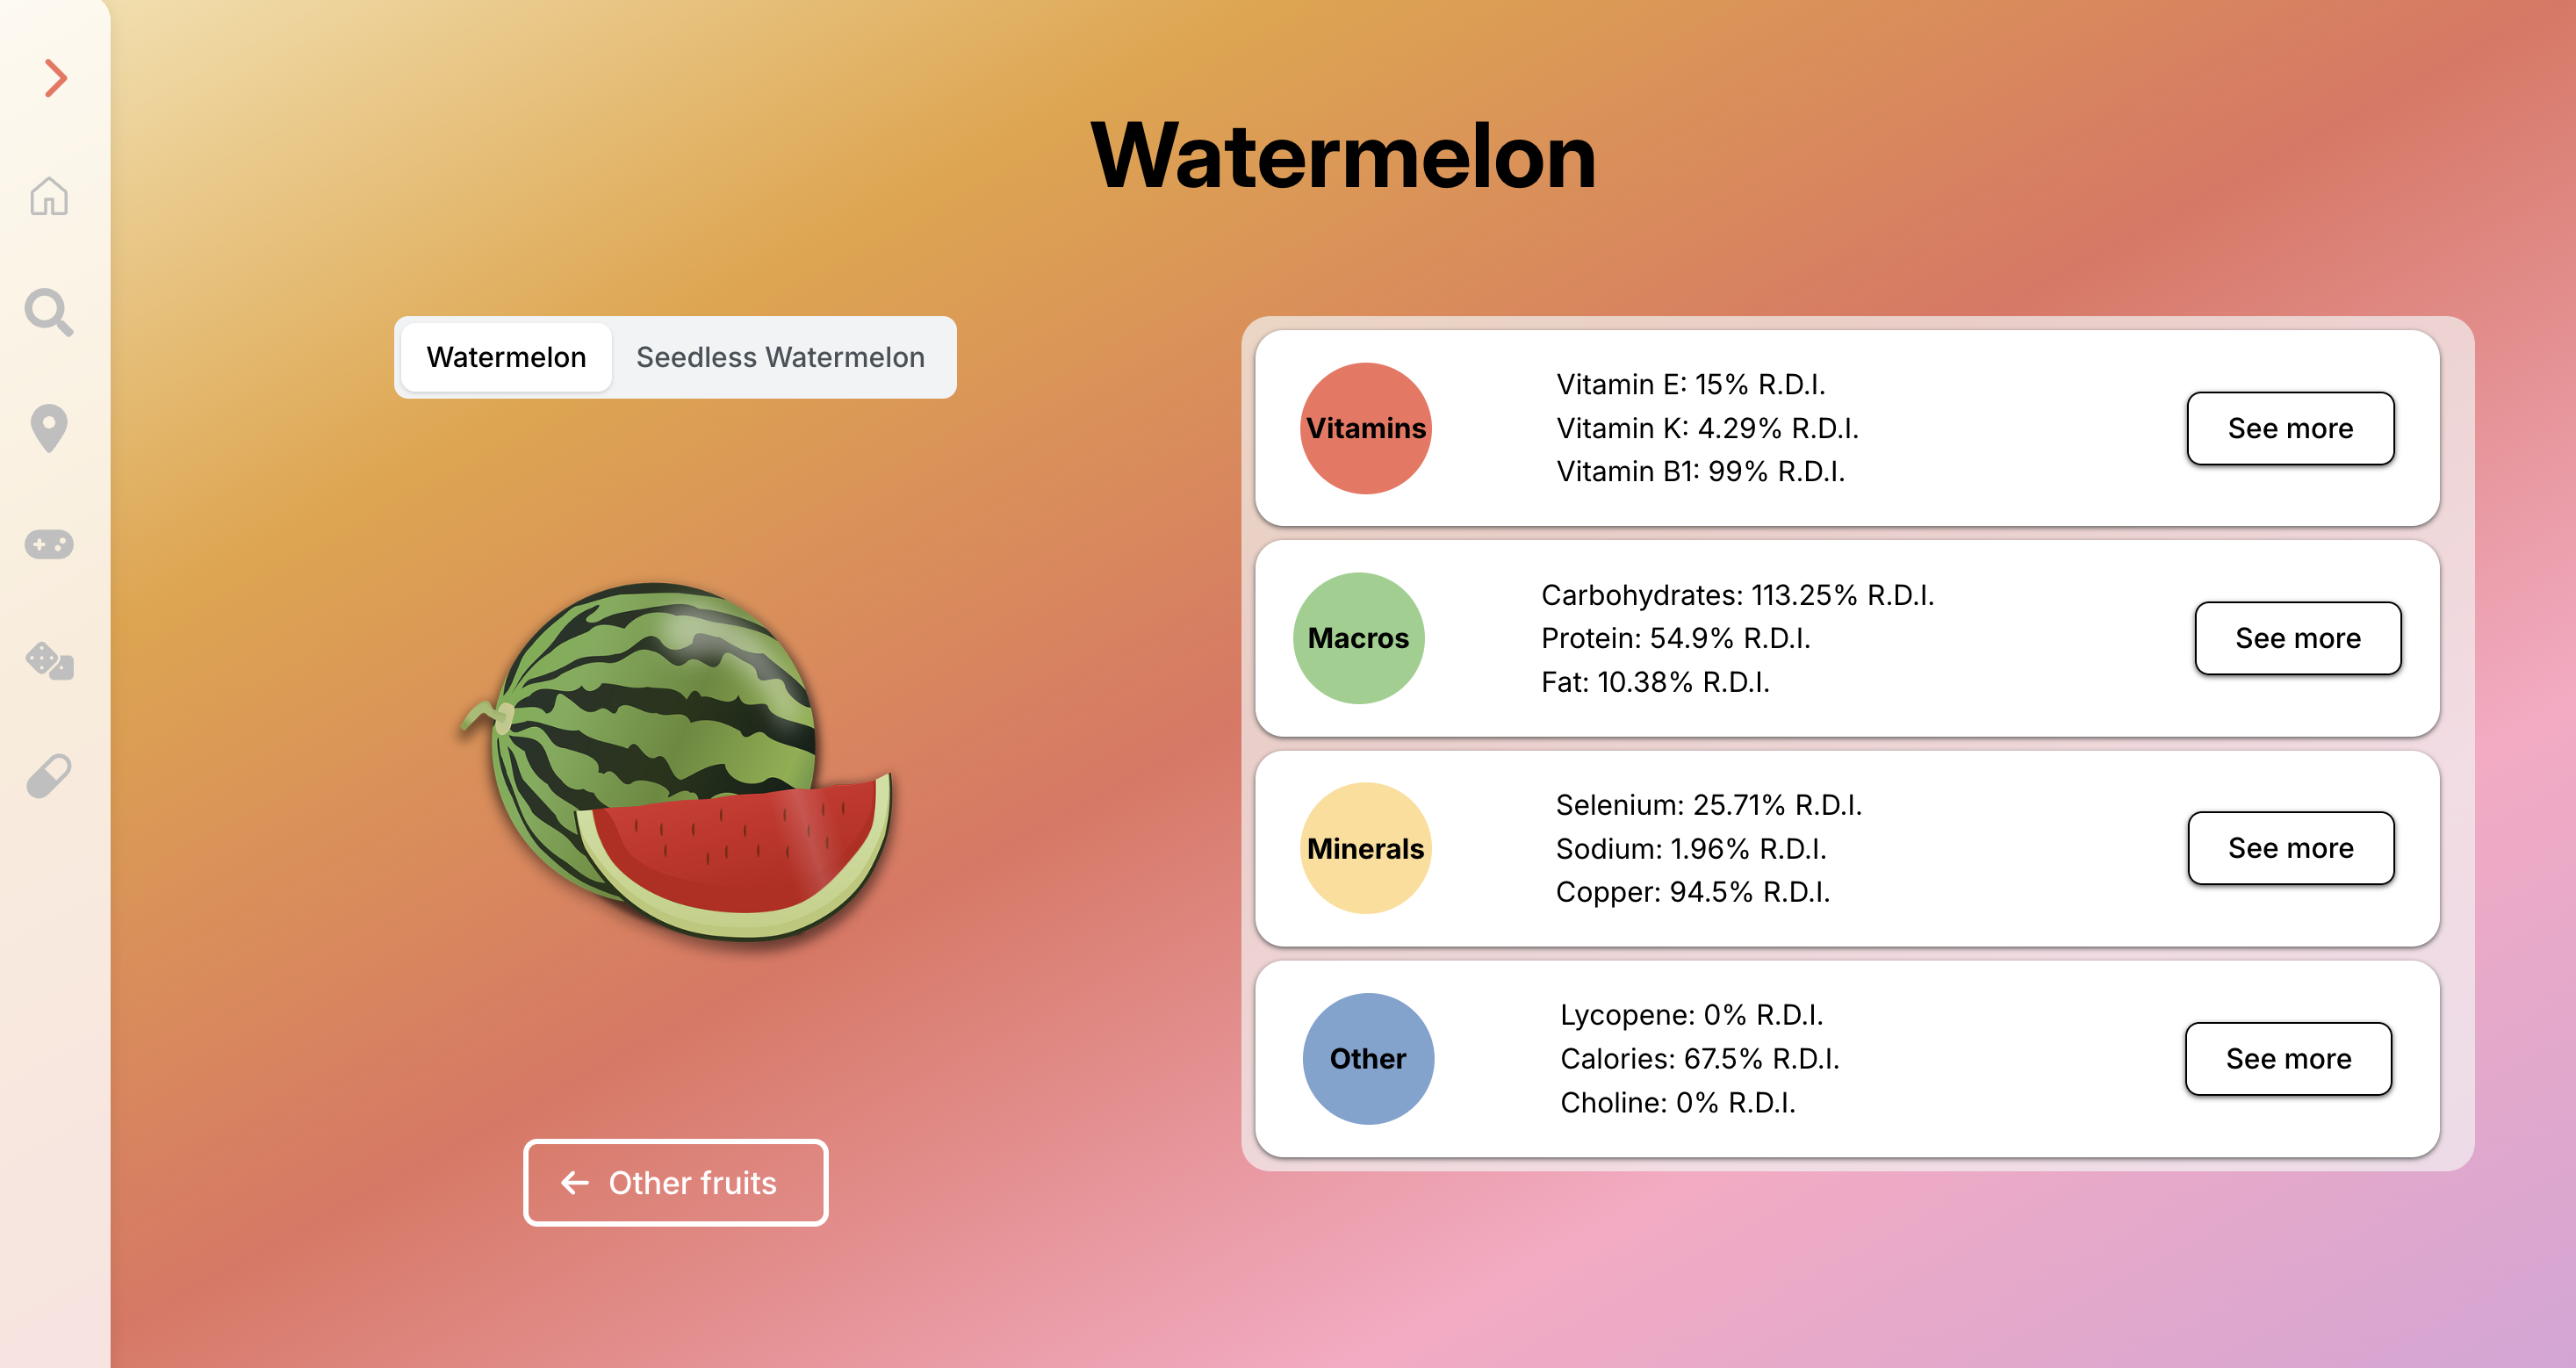 Watermelon
Watermelon
Seedless Watermelon
Other fruits
Vitamins
Vitamin E: 15% R.D.I.
Vitamin K: 4.29% R.D.I.
Vitamin B1: 99% R.D.I.
See more
Macros
Carbohydrates: 113.25% R.D.I.
Protein: 54.9% R.D.I.
Fat: 10.38% R.D.I.
See more
Minerals
Selenium: 25.71% R.D.I.
Sodium: 1.96% R.D.I.
Copper: 94.5% R.D.I.
See more
Other
Lycopene: 0% R.D.I.
Calories: 67.5% R.D.I.
Choline: 0% R.D.I.
See more